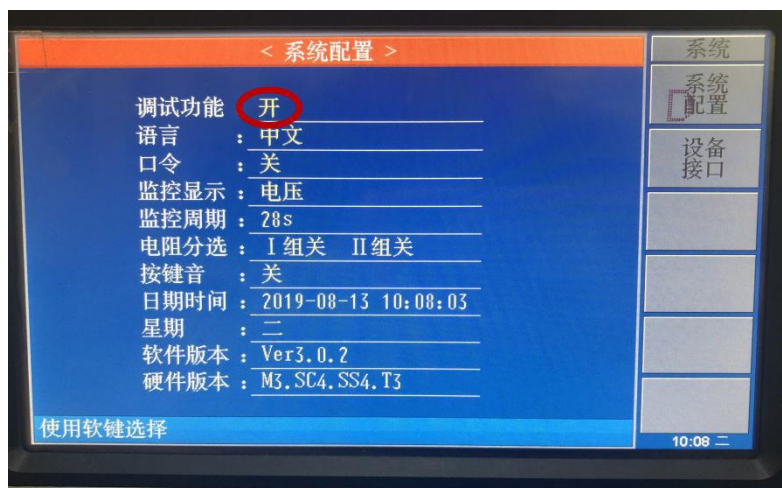 < 系统配置 >
调试功能 开
语言 : 中文
口令 : 关
监控显示 : 电压
监控周期 : 28s
电阻分选 : I组关 II组关
按键音 : 关
日期时间 : 2019-08-13 10:08:03
星期 : 二
软件版本 : Ver3.0.2
硬件版本 : M3.SC4.SS4.T3
使用软键选择
系统
系统
配置
设备
接口
10:08 二